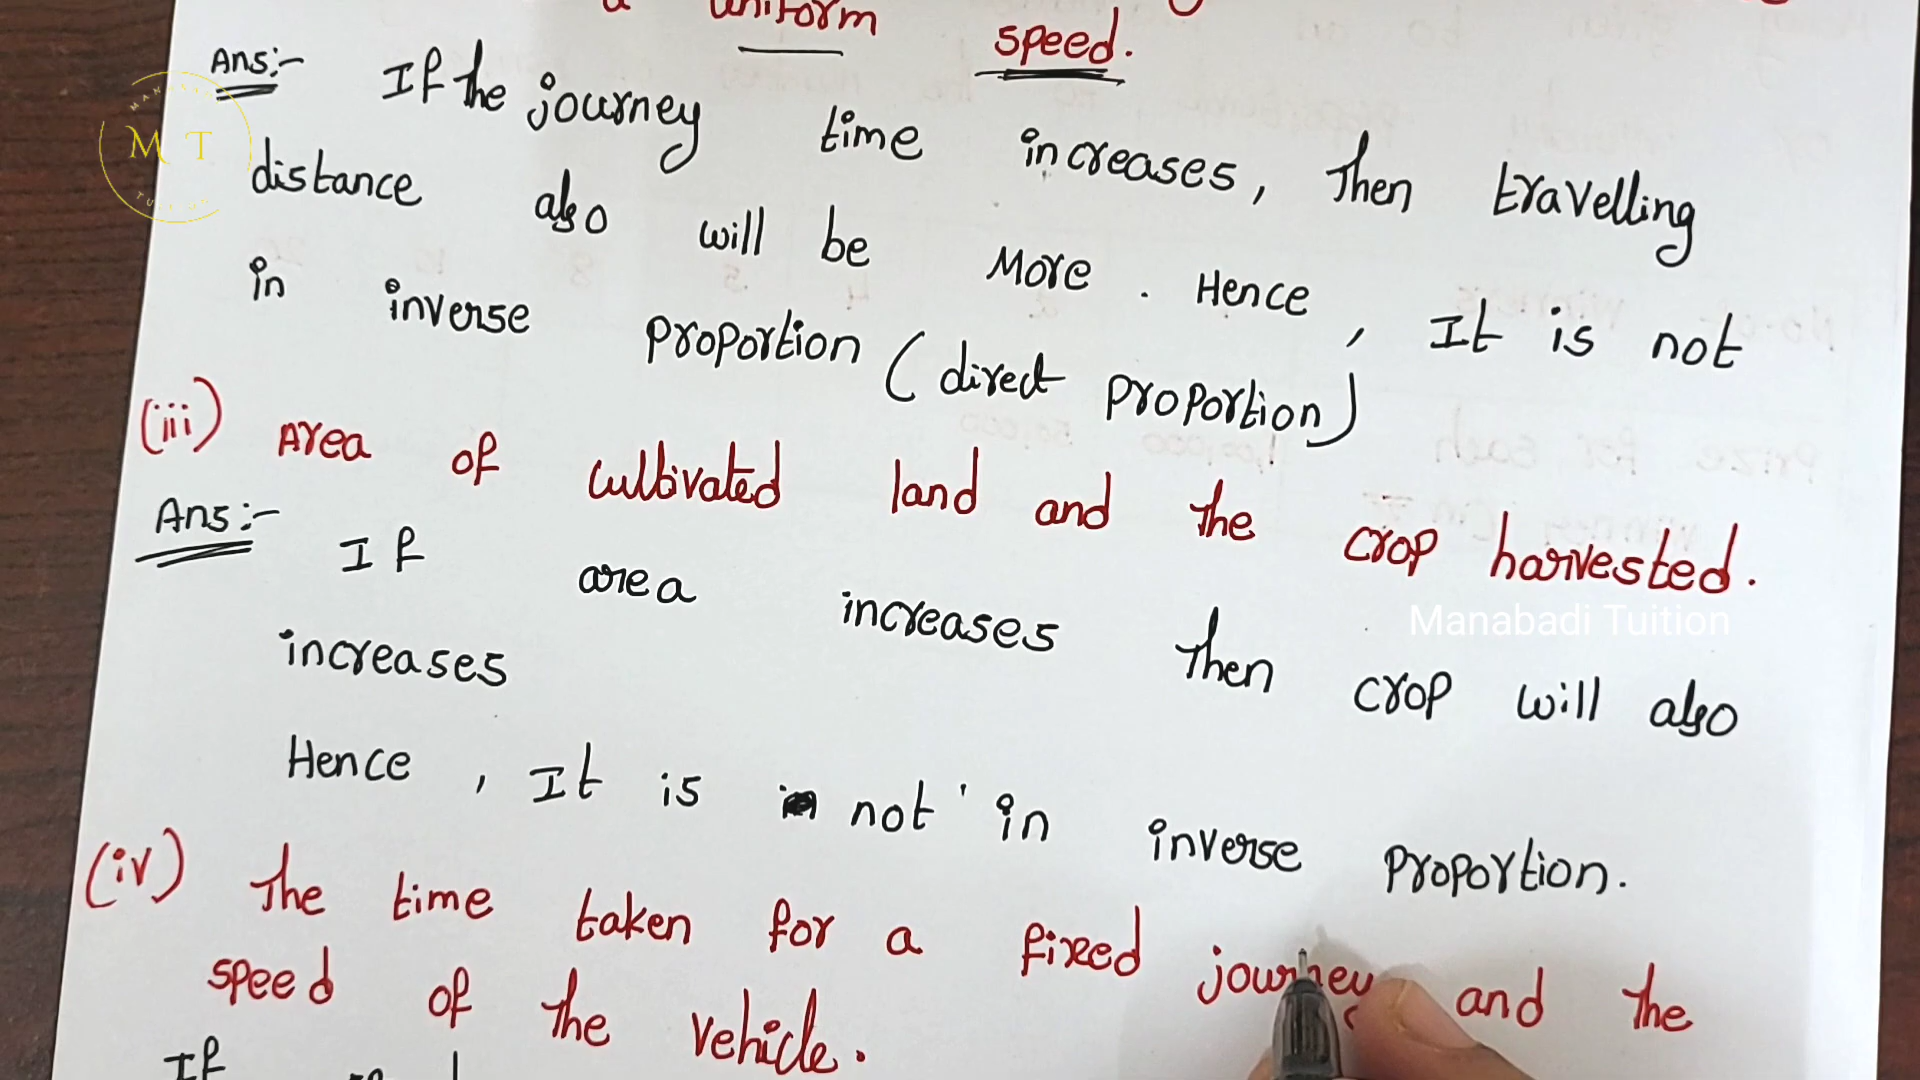 a uniform speed.
Ans:- If the journey time increases, then travelling
distance also will be more. Hence, It is not
in inverse proportion (direct proportion)
(iii) Area of cultivated land and the crop harvested.
Ans:- If area increases then crop will also
increases
Hence, It is not in inverse proportion.
(iv) The time taken for a fixed journey and the
speed of the vehicle.
If
M T
Manabadi Tuition